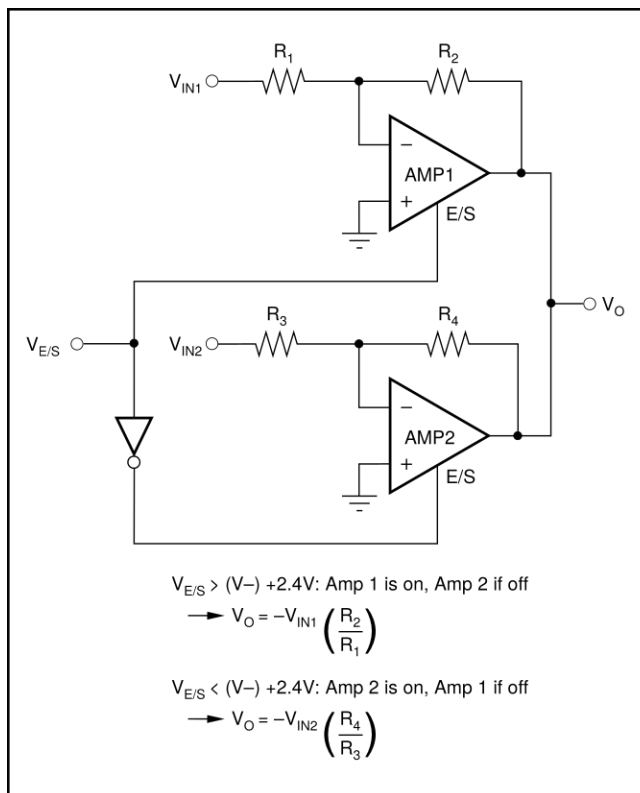 R1 R2
VIN1
−
AMP1
+
E/S
VO
R3 R4
VE/S
VIN2
−
AMP2
+
E/S
VE/S > (V–) +2.4V: Amp 1 is on, Amp 2 if off
VO = –VIN1 (R2/R1)
VE/S < (V–) +2.4V: Amp 2 is on, Amp 1 if off
VO = –VIN2 (R4/R3)